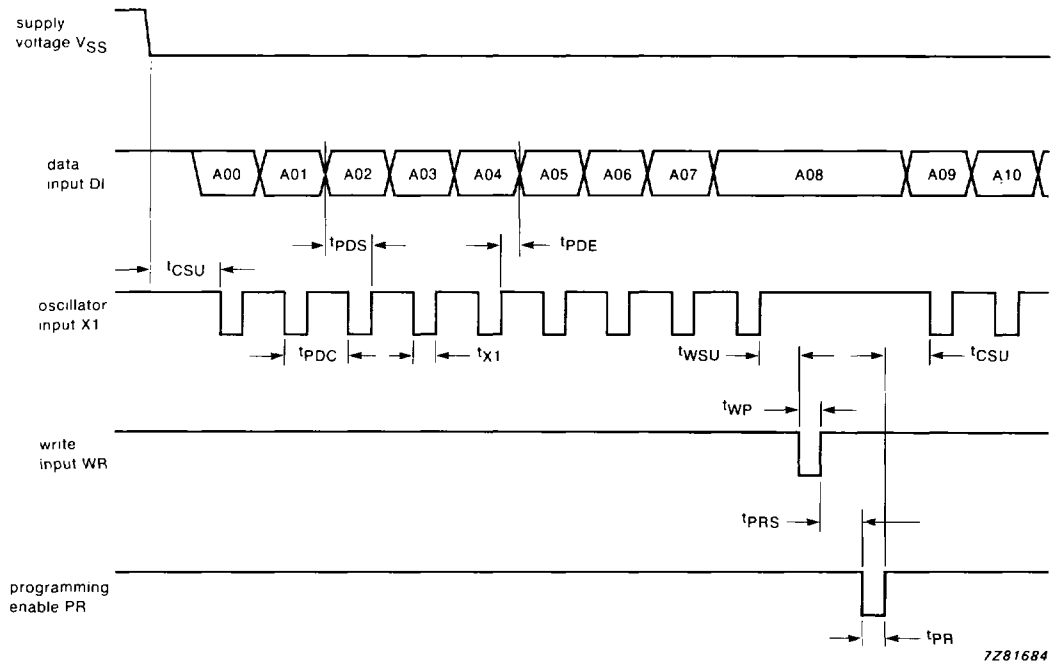 supply
vortage VSS
data
input DI
A00 A01 A02 A03 A04 A05 A06 A07 A08 A09 A10
tPDS
tPDE
tCSU
oscillator
input X1
tPDC
tX1
tWSU
tCSU
tWP
write
input WR
tPRS
programming
enable PR
tPR
7Z81684